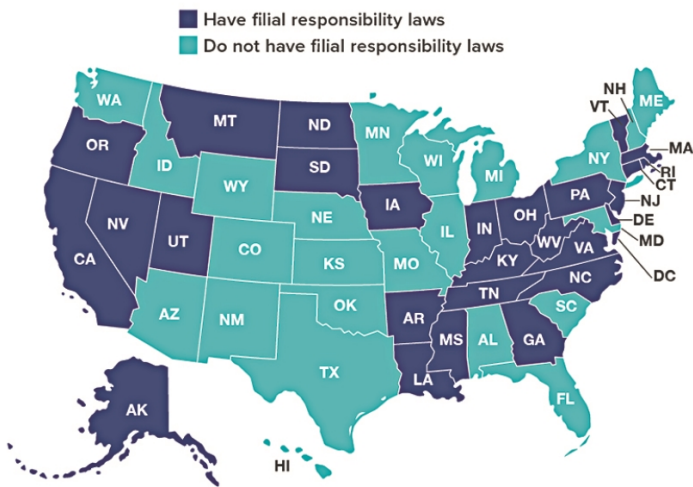 Have filial responsibility laws
Do not have filial responsibility laws
WA
OR
MT
ID
ND
SD
MN
WI
MI
NH
VT
ME
NY
MA
RI
CT
NJ
PA
DE
MD
DC
WY
NE
IA
IL
IN
OH
WV
VA
KY
NC
TN
SC
NV
UT
CO
KS
MO
CA
AZ
NM
OK
AR
MS
AL
GA
TX
LA
FL
AK
HI